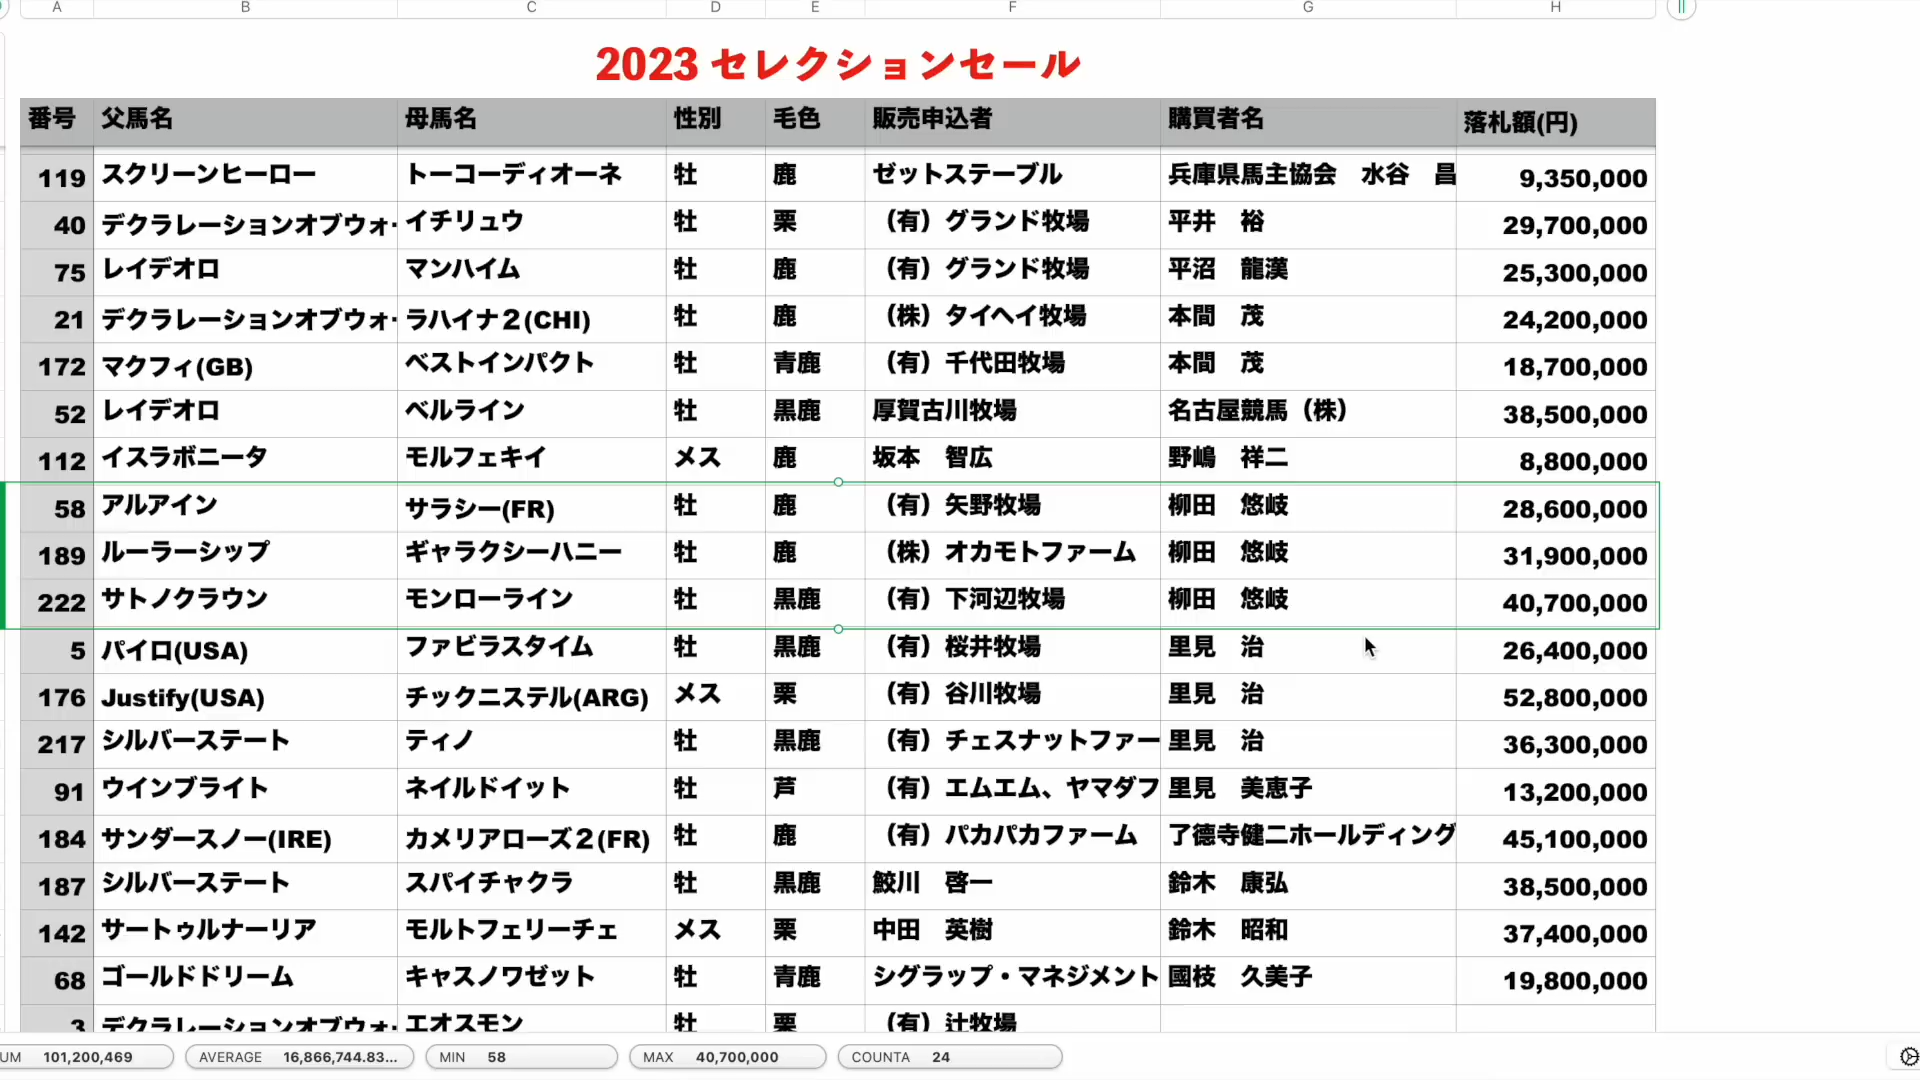 A B C D E F G H
2023 セレクションセール
番号 父馬名 母馬名 性別 毛色 販売申込者 購買者名 落札額(円)
119 スクリーンヒーロー トーコーディオーネ 牡 鹿 ゼットステーブル 兵庫県馬主協会 水谷 昌 9,350,000
40 デクラレーションオブウォー イチリュウ 牡 栗 （有）グランド牧場 平井 裕 29,700,000
75 レイデオロ マンハイム 牡 鹿 （有）グランド牧場 平沼 龍漢 25,300,000
21 デクラレーションオブウォー ラハイナ２(CHI) 牡 鹿 （株）タイヘイ牧場 本間 茂 24,200,000
172 マクフィ(GB) ベストインパクト 牡 青鹿 （有）千代田牧場 本間 茂 18,700,000
52 レイデオロ ベルライン 牡 黒鹿 厚賀古川牧場 名古屋競馬（株） 38,500,000
112 イスラボニータ モルフェキイ メス 鹿 坂本 智広 野嶋 祥二 8,800,000
58 アルアイン サラシー(FR) 牡 鹿 （有）矢野牧場 柳田 悠岐 28,600,000
189 ルーラーシップ ギャラクシーハニー 牡 鹿 （株）オカモトファーム 柳田 悠岐 31,900,000
222 サトノクラウン モンローライン 牡 黒鹿 （有）下河辺牧場 柳田 悠岐 40,700,000
5 パイロ(USA) ファビラスタイム 牡 黒鹿 （有）桜井牧場 里見 治 26,400,000
176 Justify(USA) チックニステル(ARG) メス 栗 （有）谷川牧場 里見 治 52,800,000
217 シルバーステート ティノ 牡 黒鹿 （有）チェスナットファー 里見 治 36,300,000
91 ウインブライト ネイルドイット 牡 芦 （有）エムエム、ヤマダフ 里見 美恵子 13,200,000
184 サンダースノー(IRE) カメリアローズ２(FR) 牡 鹿 （有）パカパカファーム 了德寺健二ホールディング 45,100,000
187 シルバーステート スパイチャクラ 牡 黒鹿 鮫川 啓一 鈴木 康弘 38,500,000
142 サートゥルナーリア モルトフェリーチェ メス 栗 中田 英樹 鈴木 昭和 37,400,000
68 ゴールドドリーム キャスノワゼット 牡 青鹿 シグラップ・マネジメント 國枝 久美子 19,800,000
3 デクラレーションオブウォー エオスモン 牡 栗 （有）辻牧場
UM 101,200,469 AVERAGE 16,866,744.83... MIN 58 MAX 40,700,000 COUNTA 24